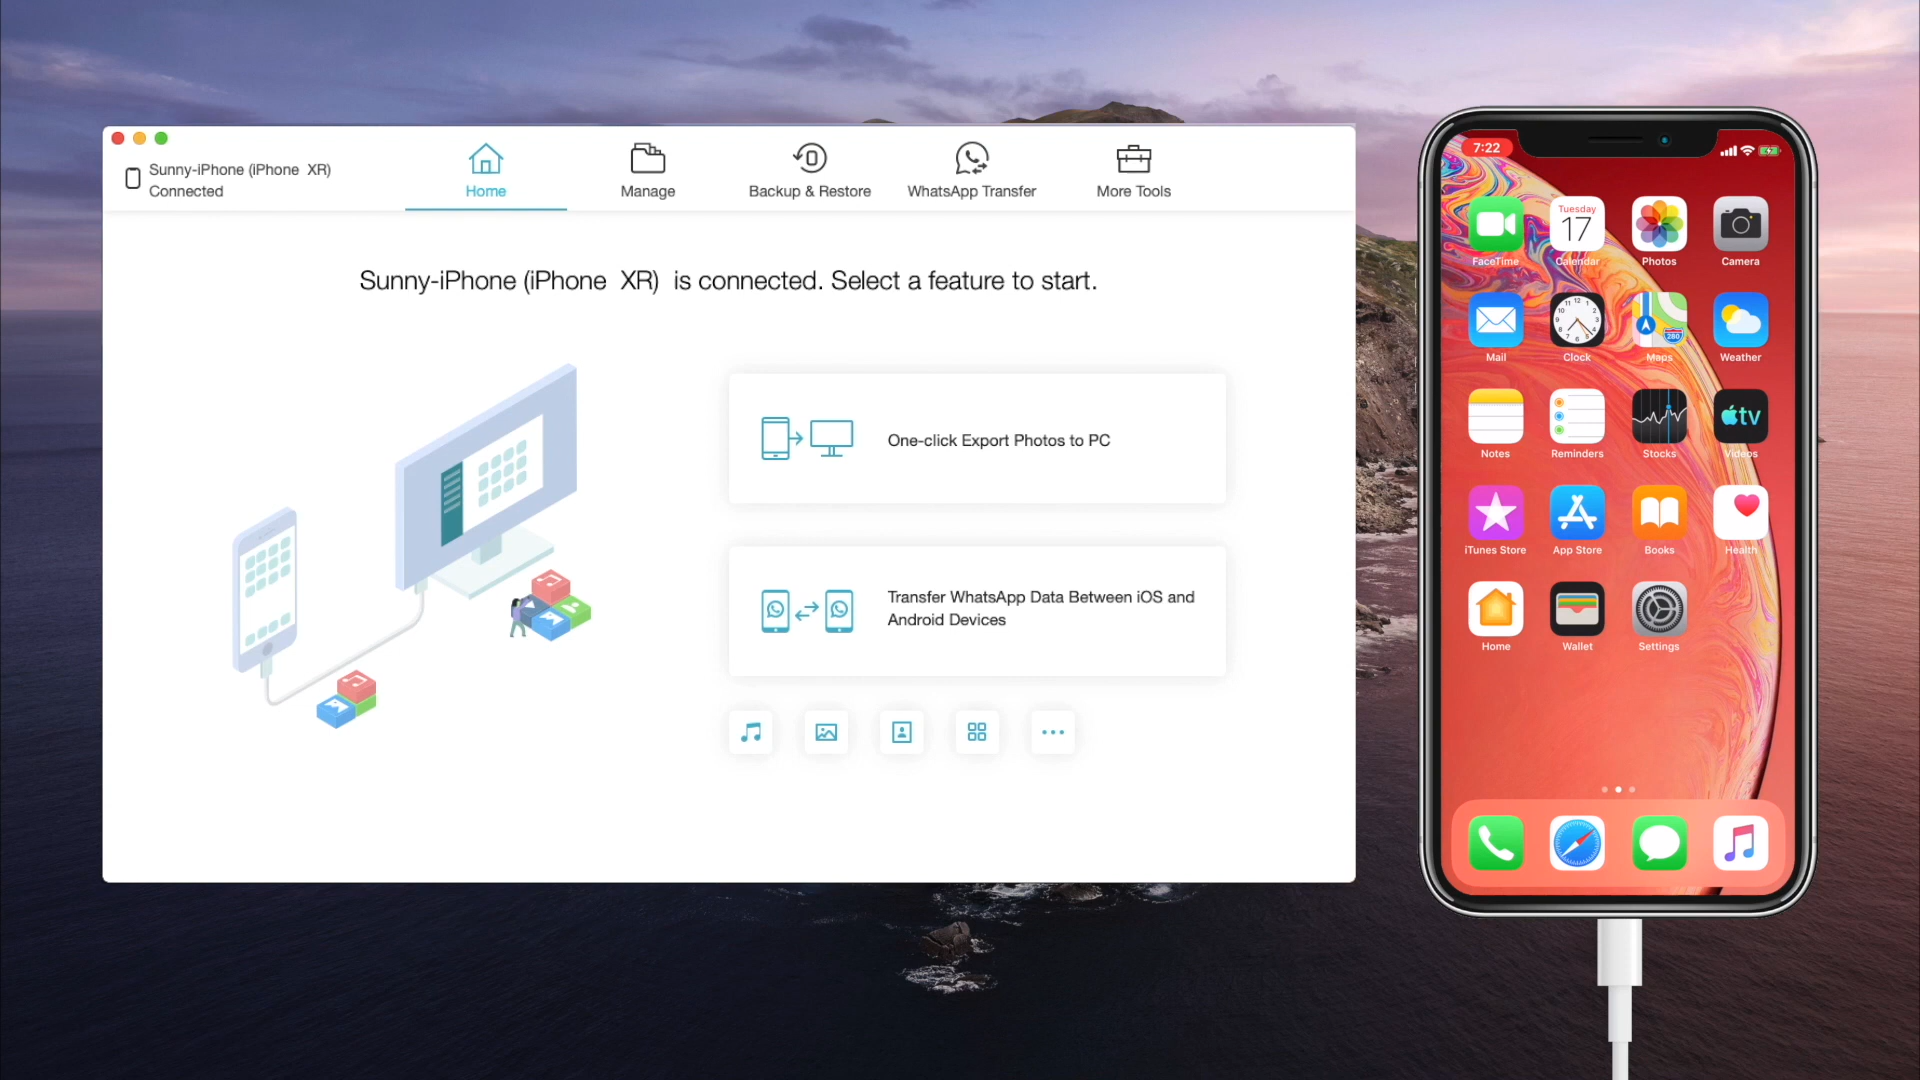 Sunny-iPhone (iPhone XR)
Connected
Home
Manage
Backup & Restore
WhatsApp Transfer
More Tools
Sunny-iPhone (iPhone XR) is connected. Select a feature to start.
One-click Export Photos to PC
Transfer WhatsApp Data Between iOS and
Android Devices
7:22
Tuesday
17
FaceTime
Calendar
Photos
Camera
280
Mail
Clock
Maps
Weather
tv
Notes
Reminders
Stocks
Videos
iTunes Store
App Store
Books
Health
Home
Wallet
Settings